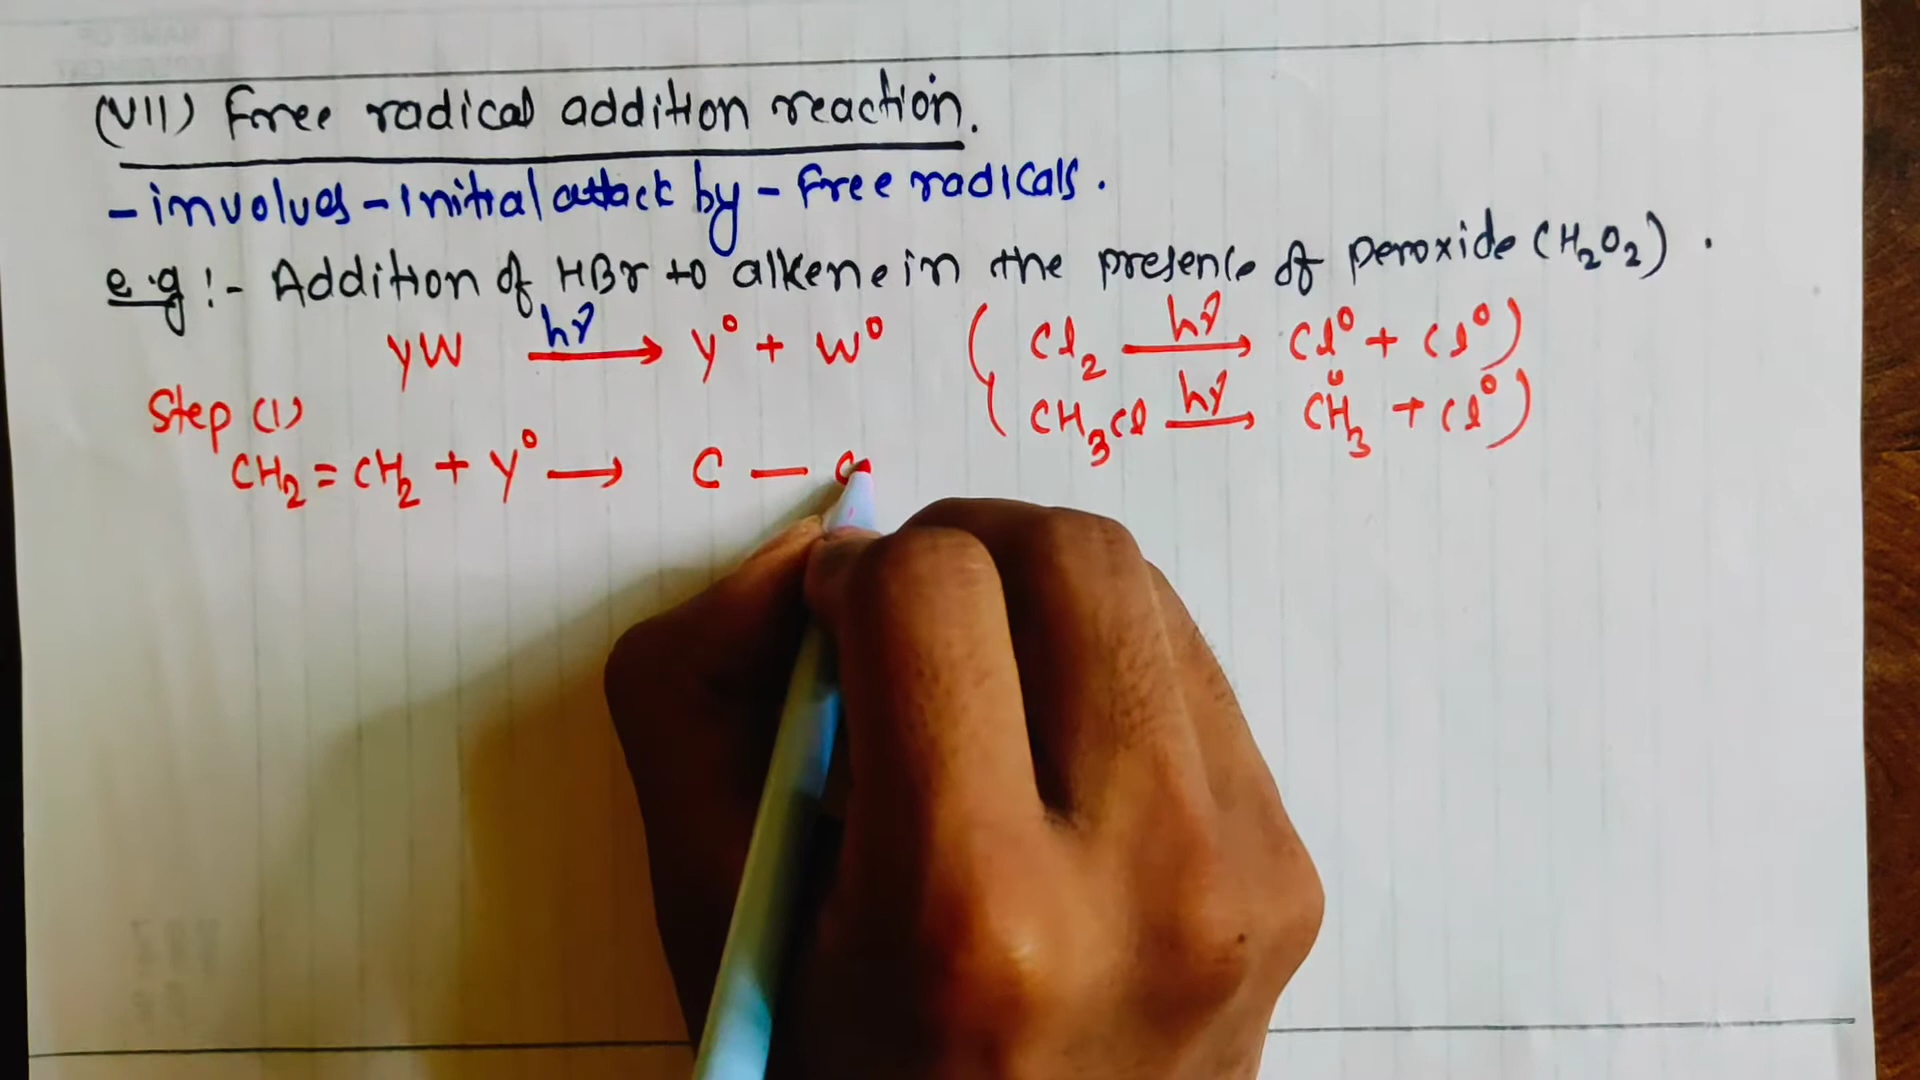 (VII) Free radical addition reaction.
- involves - Initial attack by - Free radicals.
e.g :- Addition of HBr to alkene in the presence of peroxide (H₂O₂).
YW hν → Y° + W° ( Cl₂ hν → Cl° + Cl° )
Step (1) ( CH₃Cl hν → CH₃ + Cl° )
CH₂ = CH₂ + Y° → C — C